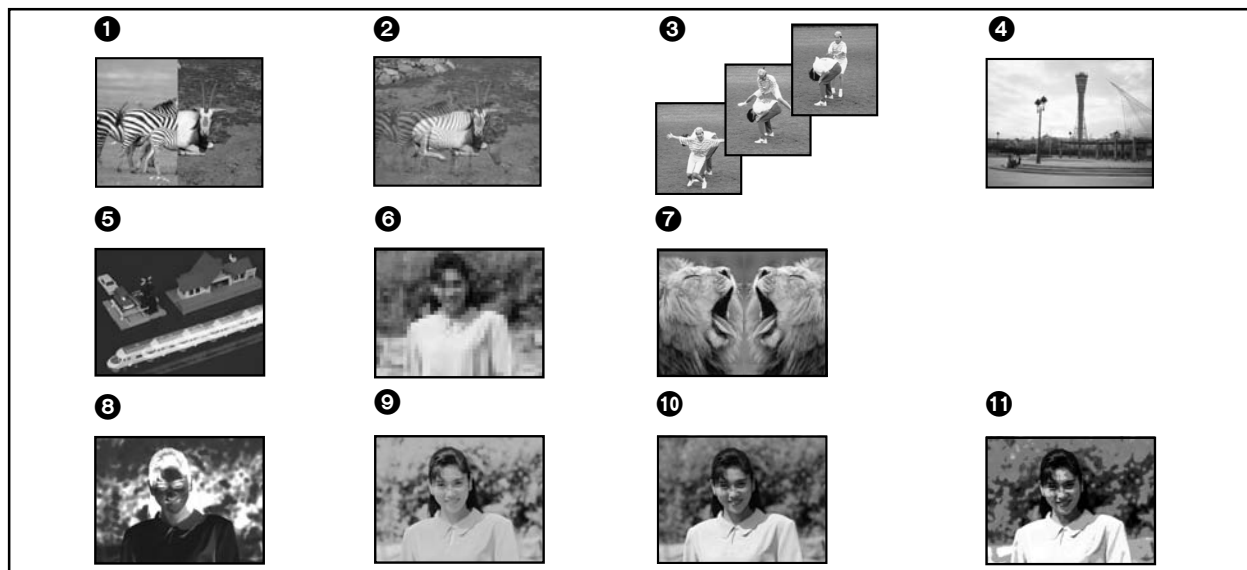 ❶ ❷ ❸ ❹
❺ ❻ ❼
❽ ❾ ❿ ⓫